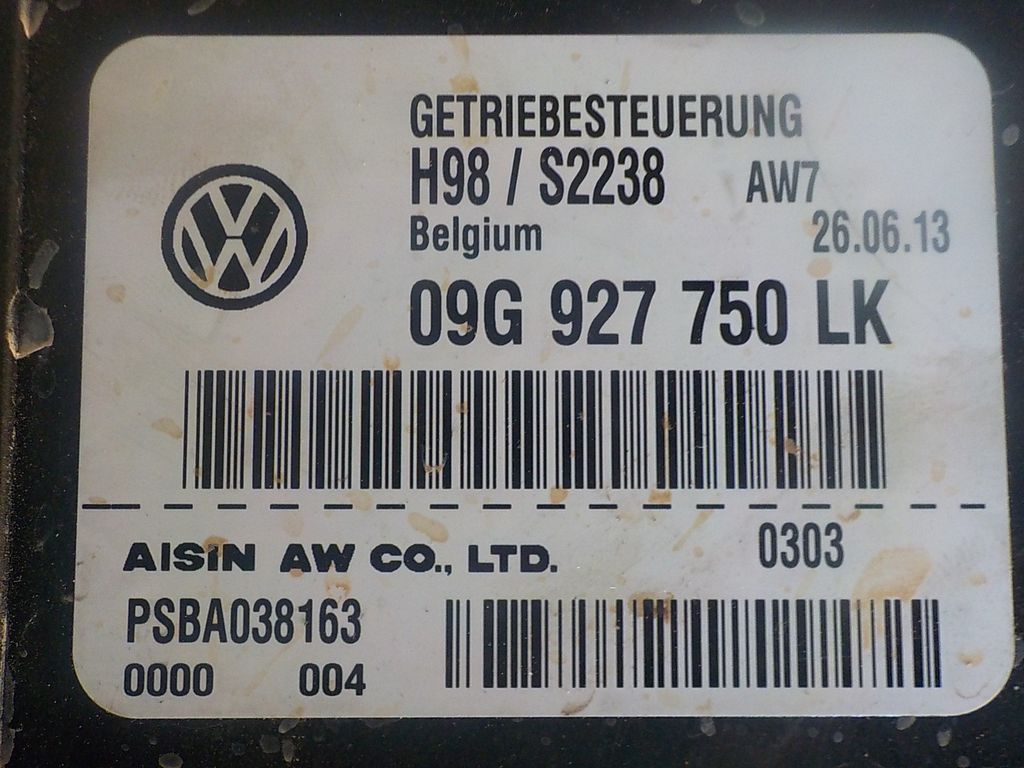 GETRIEBESTEUERUNG
H98 / S2238 AW7
Belgium 26.06.13
09G 927 750 LK
AISIN AW CO., LTD. 0303
PSBA038163
0000 004